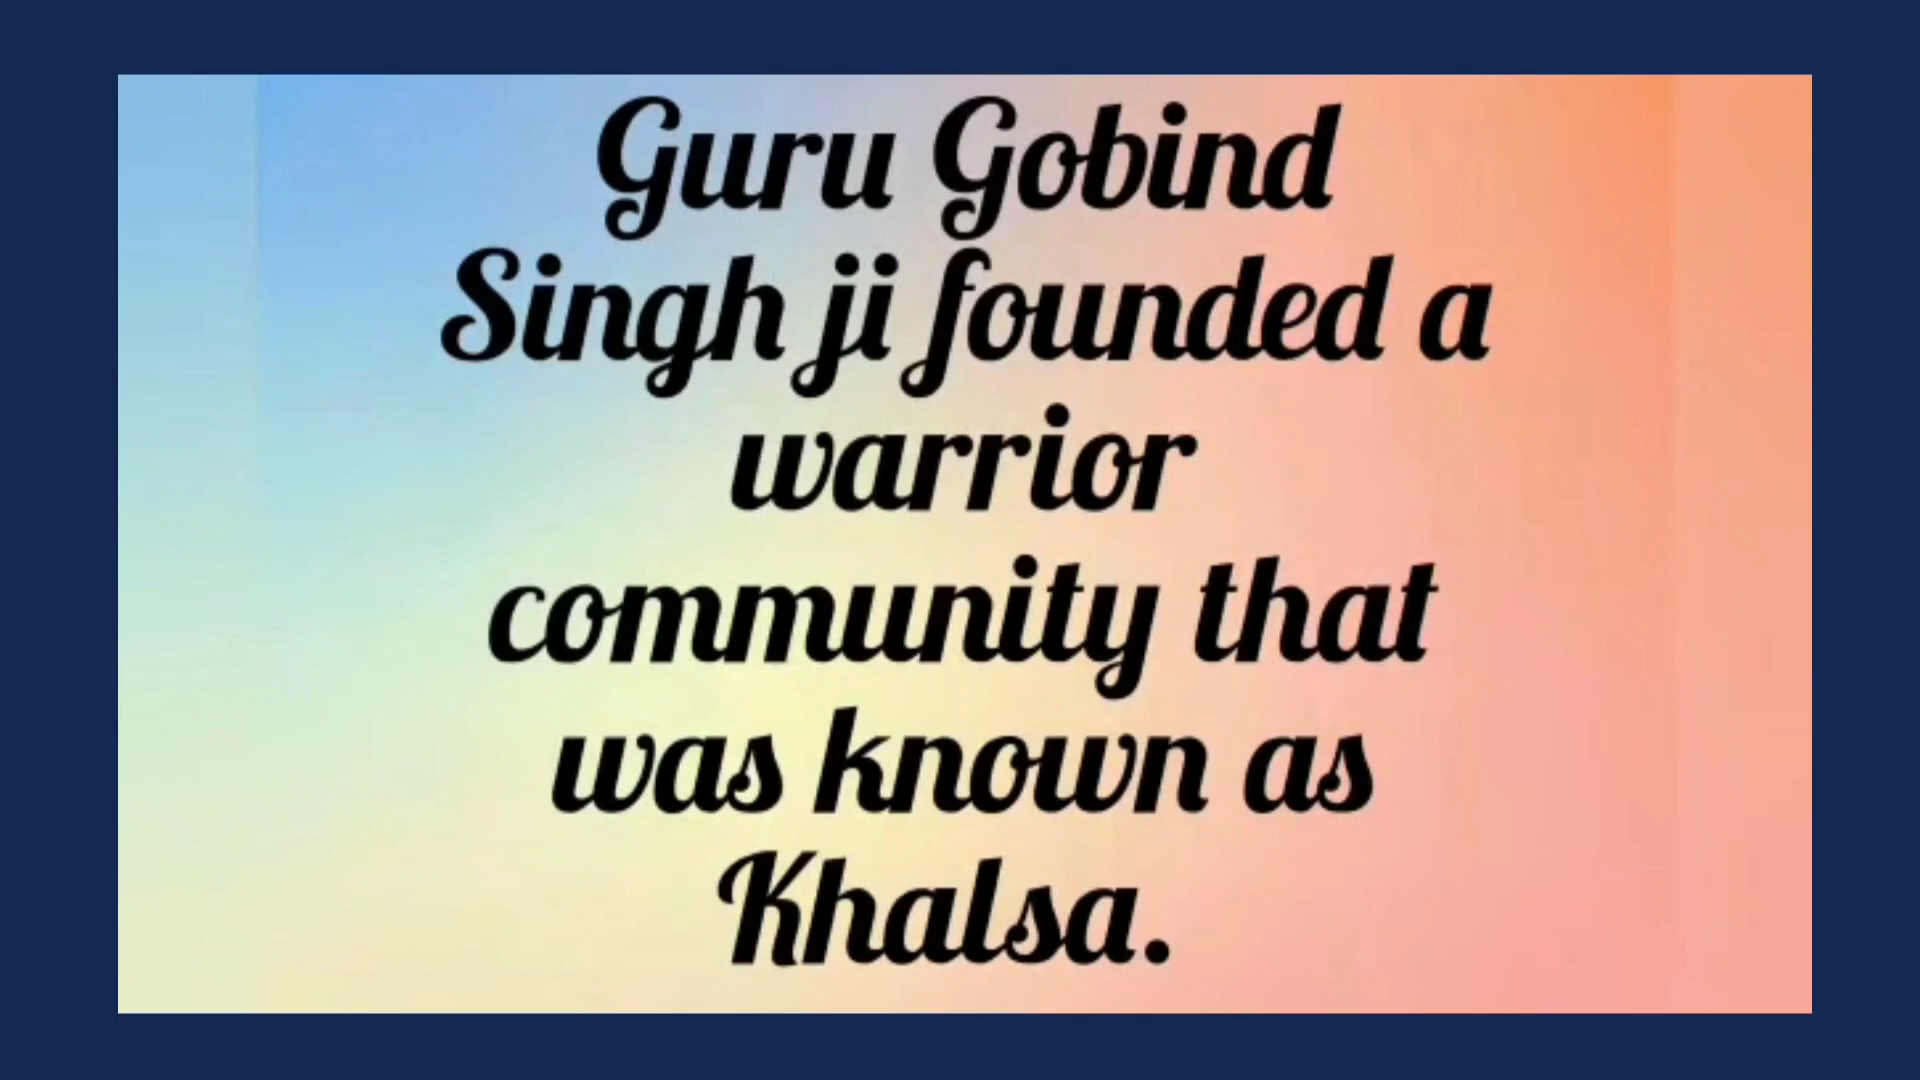 Guru Gobind
Singh ji founded a
warrior
community that
was known as
Khalsa.